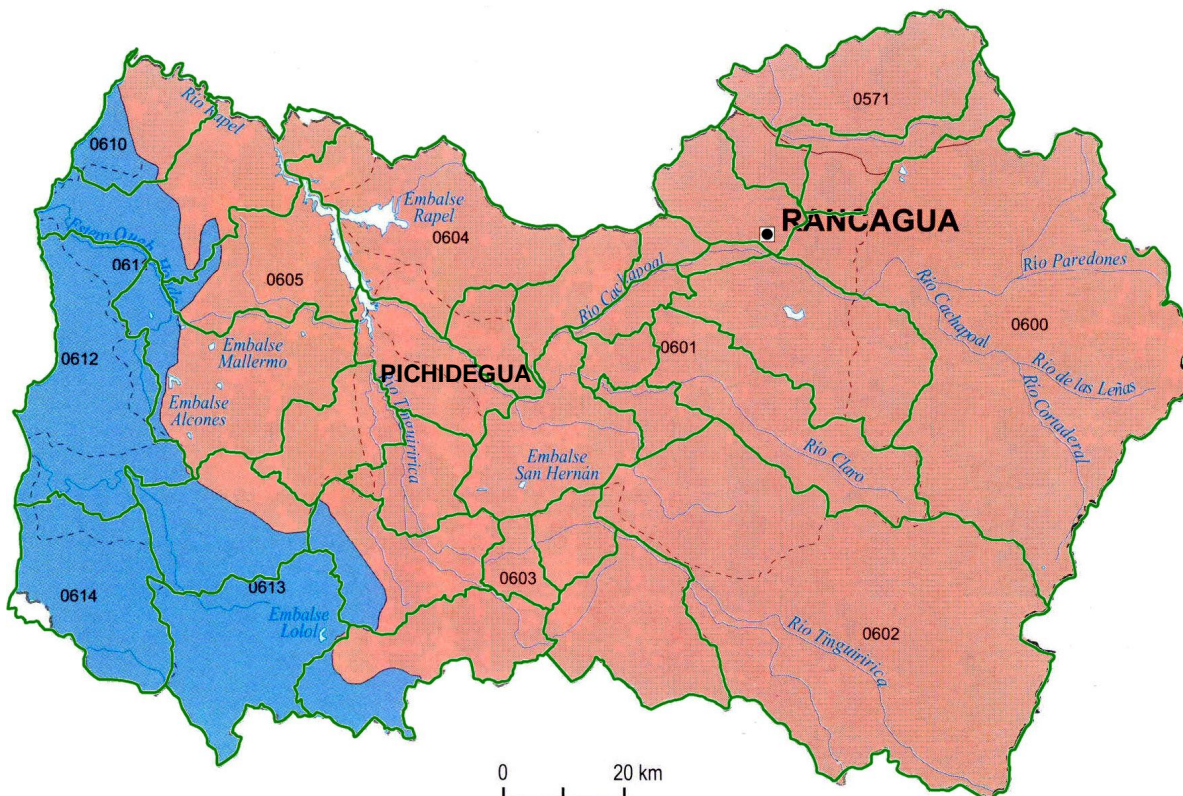 0571
Río Rapel
0610
Embalse
Rapel
RANCAGUA
0604
Río Paredones
0611
0605
Río Cachapoal
Río Cachapoal
0600
Embalse
Mallermo
0612
0601
PICHIDEGUA
Río de las Leñas
Embalse
Alcones
Río Cortaderal
Río Tinguiririca
Embalse
San Hernán
Río Claro
0603
0613
0614
Embalse
Lolol
0602
Río Tinguiririca
0
20 km